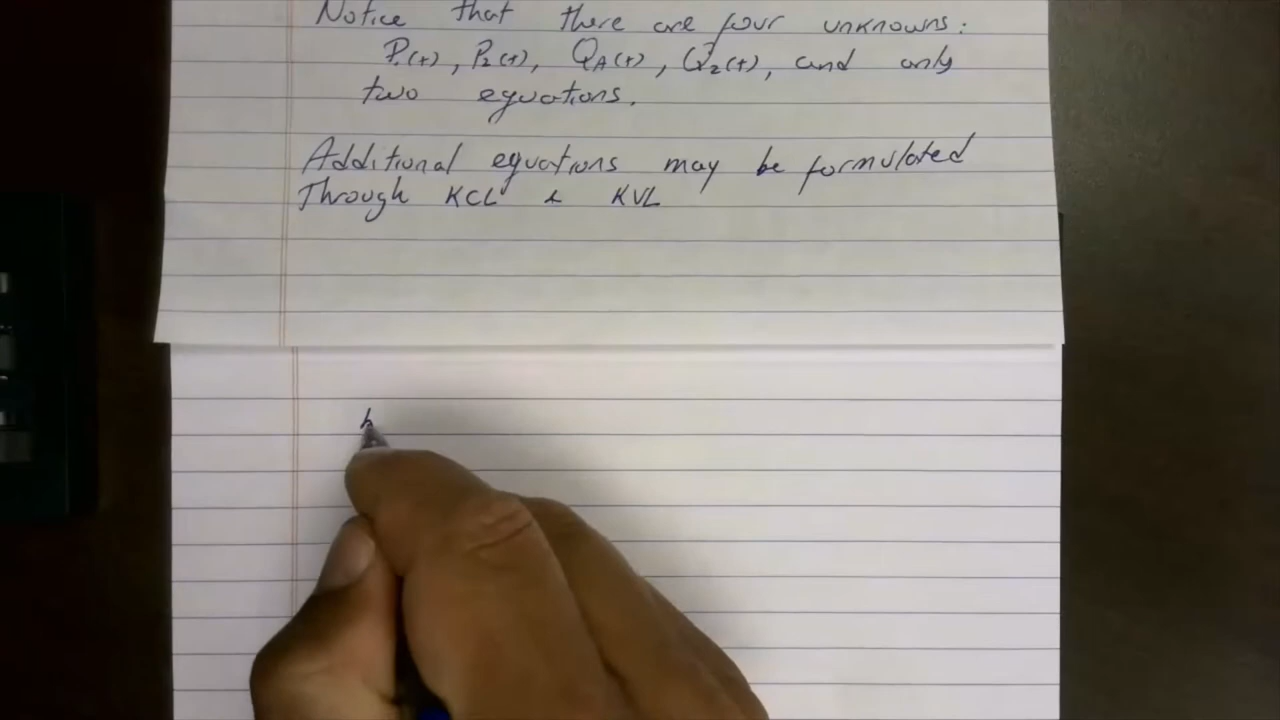 Notice that there are four unknowns:
P₁(t), P₂(t), Q_A(t), Q₂(t), and only
two equations.
Additional equations may be formulated
Through KCL & KVL